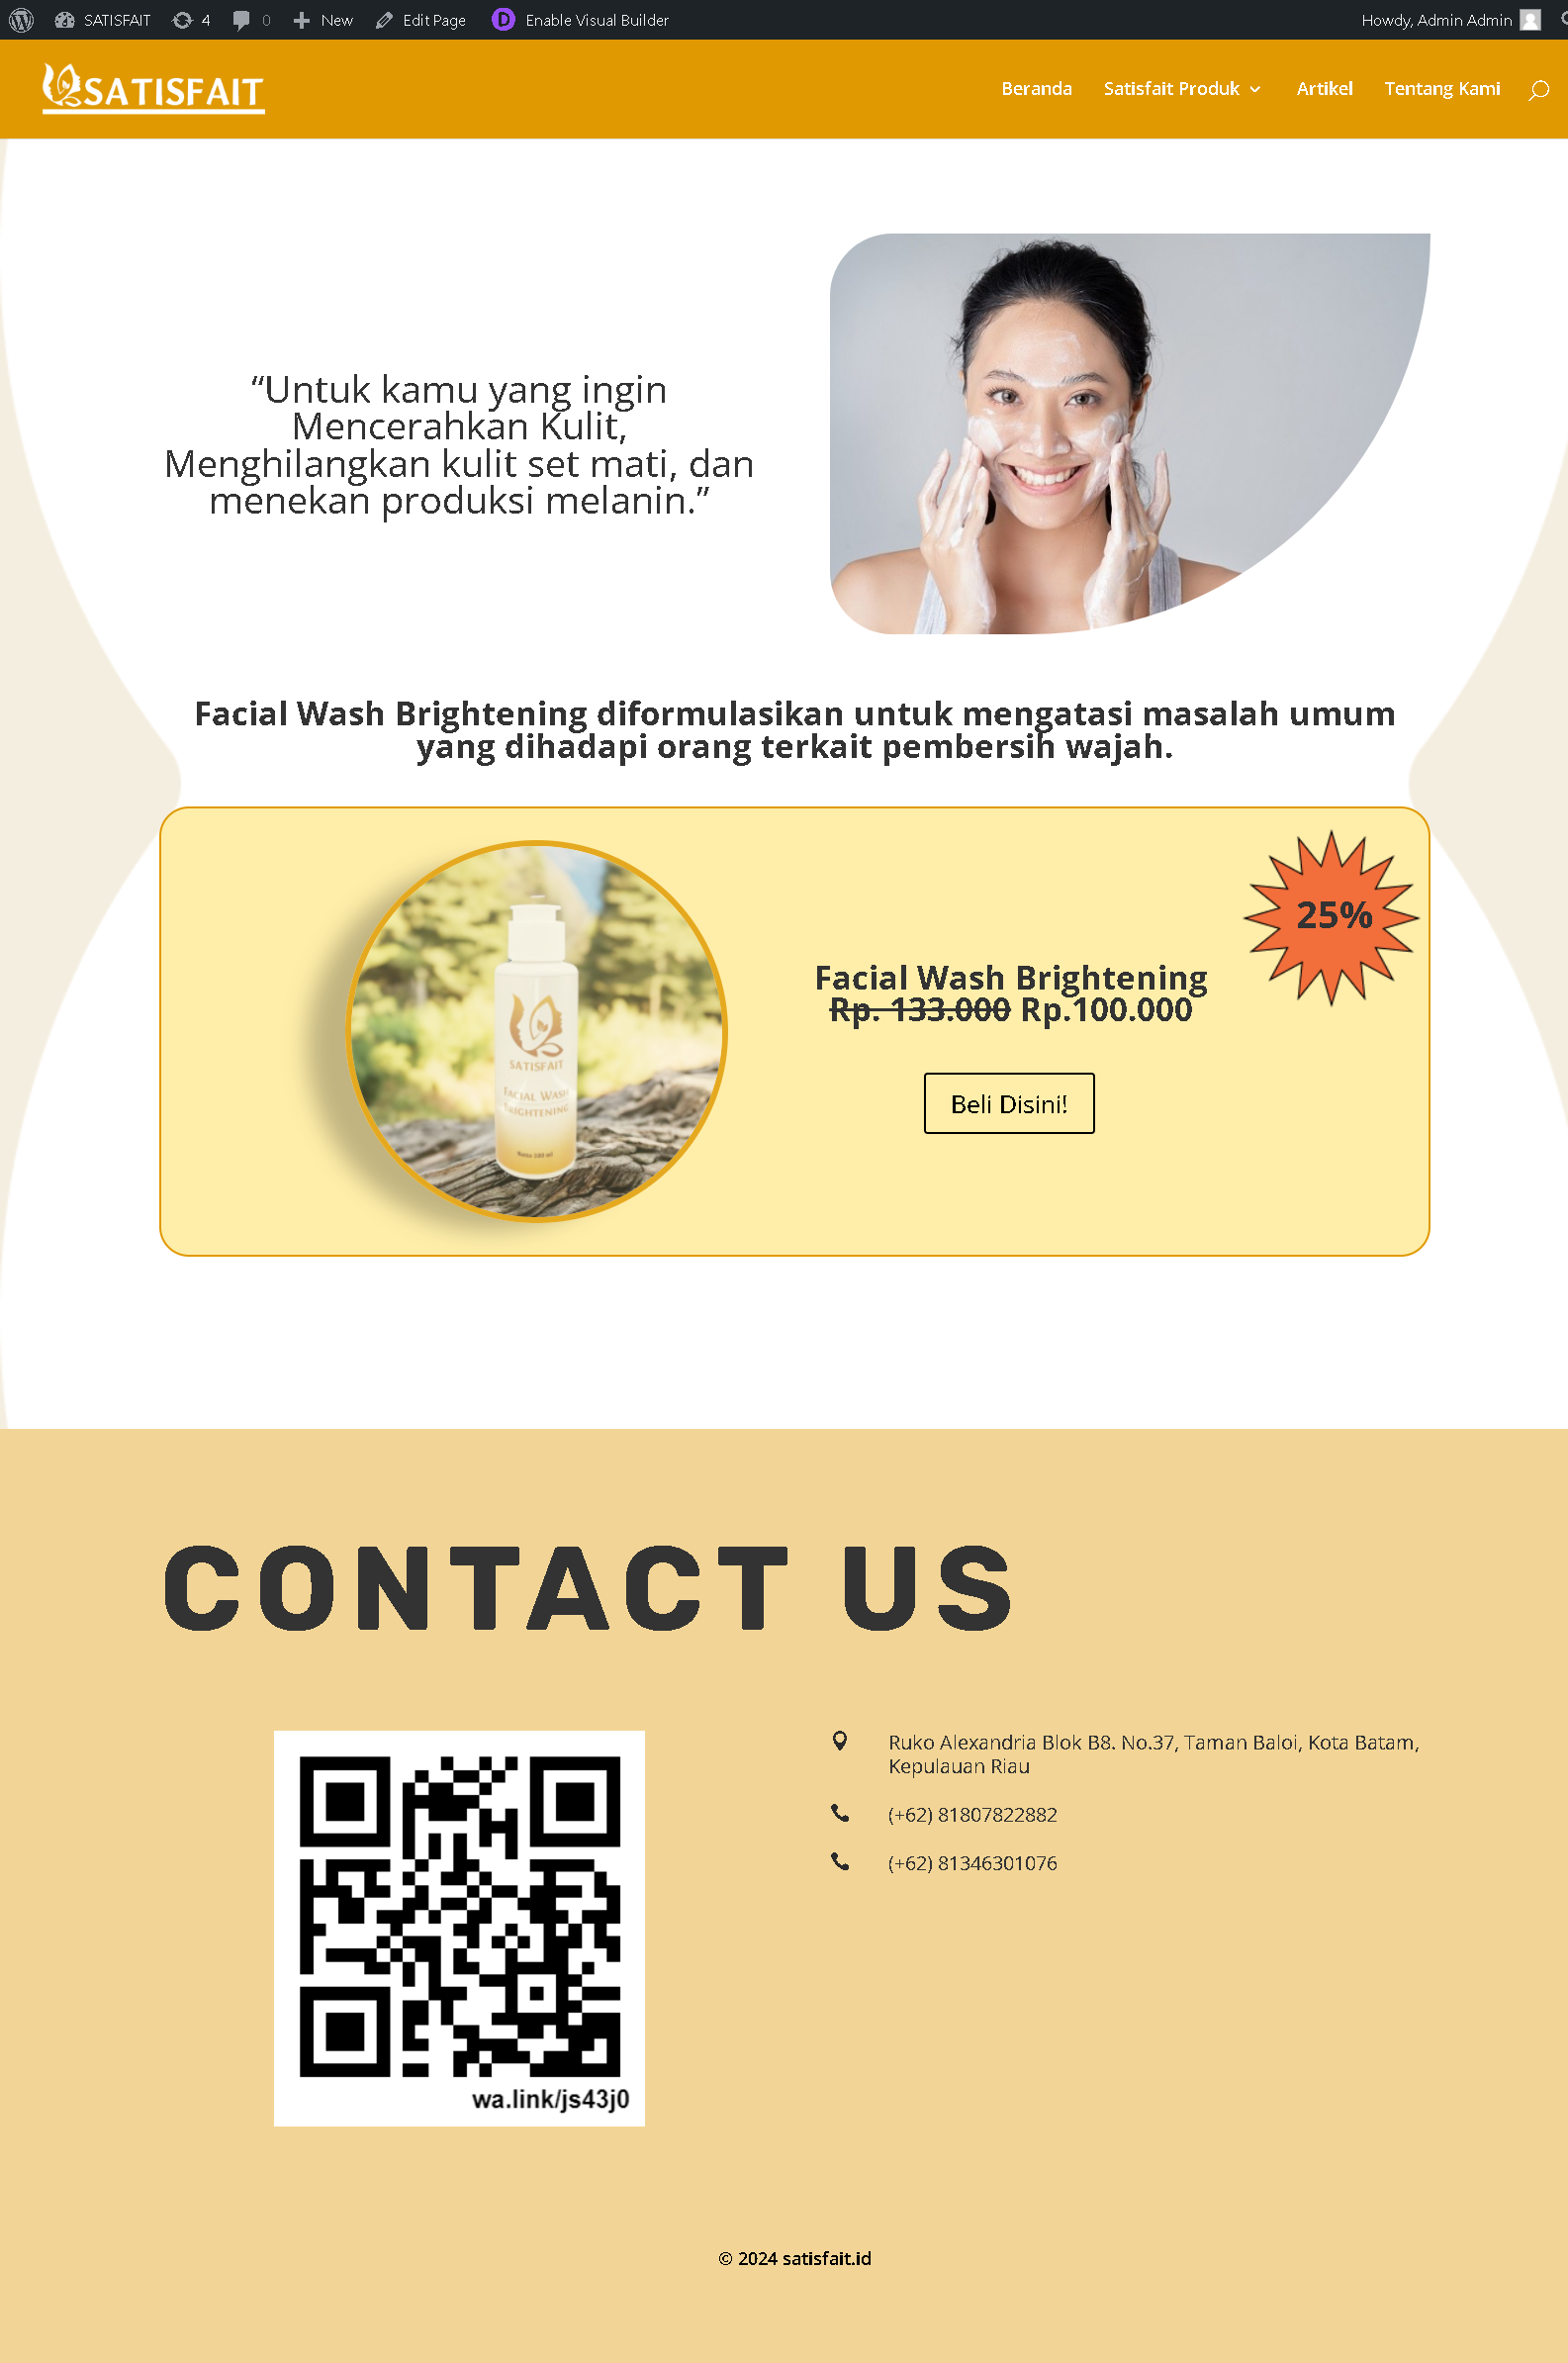 SATISFAIT 4 0 New Edit Page Enable Visual Builder Howdy, Admin Admin
SATISFAIT Beranda Satisfait Produk Artikel Tentang Kami
“Untuk kamu yang ingin
Mencerahkan Kulit,
Menghilangkan kulit set mati, dan
menekan produksi melanin.”
Facial Wash Brightening diformulasikan untuk mengatasi masalah umum
yang dihadapi orang terkait pembersih wajah.
SATISFAIT
FACIAL WASH
BRIGHTENING
Netto 100 ml
25%
Facial Wash Brightening
Rp. 133.000 Rp.100.000
Beli Disini!
CONTACT US
wa.link/js43j0
Ruko Alexandria Blok B8. No.37, Taman Baloi, Kota Batam,
Kepulauan Riau
(+62) 81807822882
(+62) 81346301076
© 2024 satisfait.id